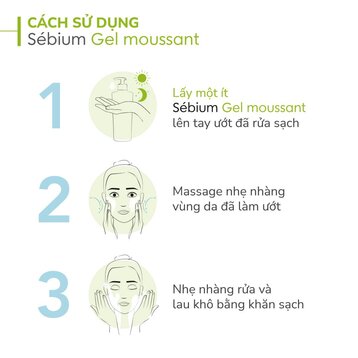 CÁCH SỬ DỤNG
Sébium Gel moussant
1
Lấy một ít
Sébium Gel moussant
lên tay ướt đã rửa sạch
2
Massage nhẹ nhàng
vùng da đã làm ướt
3
Nhẹ nhàng rửa và
lau khô bằng khăn sạch